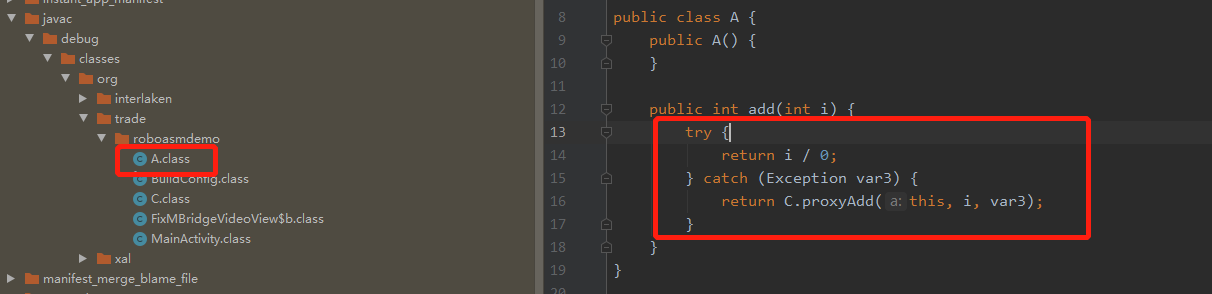 instant_app_manifest
javac
debug
classes
org
interlaken
trade
roboasmdemo
A.class
BuildConfig.class
C.class
FixMBridgeVideoView$b.class
MainActivity.class
xal
manifest_merge_blame_file
8 public class A {
9 public A() {
10 }
11
12 public int add(int i) {
13 try {
14 return i / 0;
15 } catch (Exception var3) {
16 return C.proxyAdd( a: this, i, var3);
17 }
18 }
19 }
20